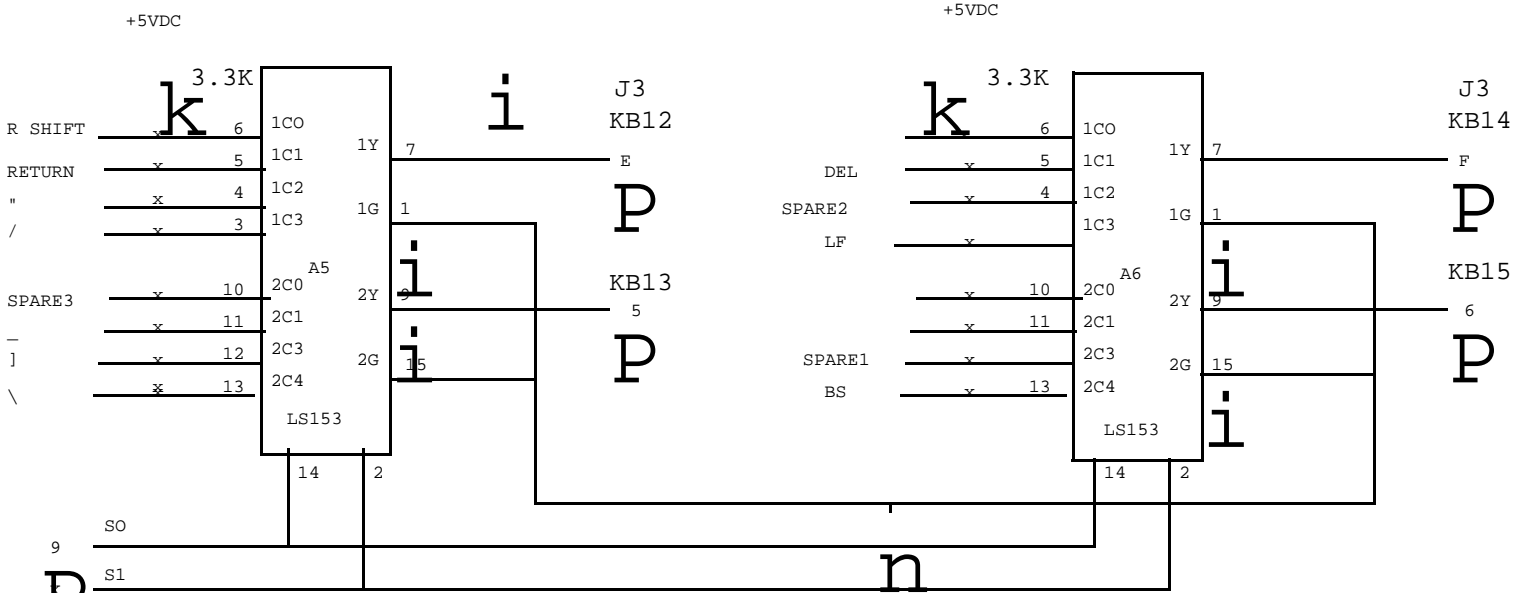 +5VDC +5VDC
k 3.3K i J3 k 3.3K J3
KB12 KB14
R SHIFT x 6 1CO 1Y 7 E x 6 1CO 1Y 7 F
RETURN x 5 1C1 DEL x 5 1C1
" x 4 1C2 P SPARE2 x 4 1C2 P
/ x 3 1C3 1G 1 LF x 1C3 1G 1
i i
A5 KB13 A6 KB15
SPARE3 x 10 2C0 2Y 9 5 x 10 2C0 2Y 9 6
_ x 11 2C1 x 11 2C1
] x 12 2C3 2G 15 i P SPARE1 x 2C3 2G 15 P
\ x 13 2C4 BS x 13 2C4
LS153 LS153 i
14 2 14 2
SO
9 n
P S1